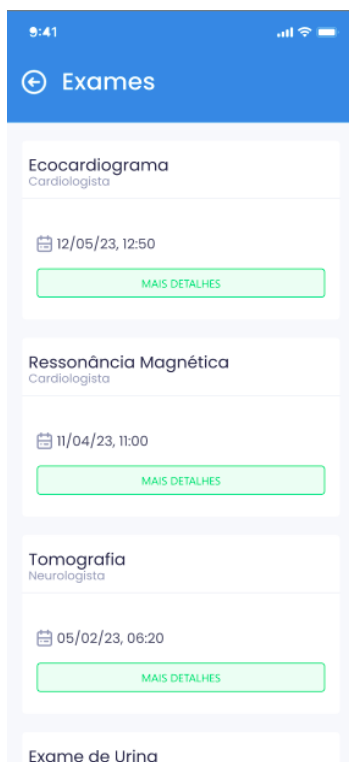 9:41
Exames
Ecocardiograma
Cardiologista
12/05/23, 12:50
MAIS DETALHES
Ressonância Magnética
Cardiologista
11/04/23, 11:00
MAIS DETALHES
Tomografia
Neurologista
05/02/23, 06:20
MAIS DETALHES
Exame de Urina